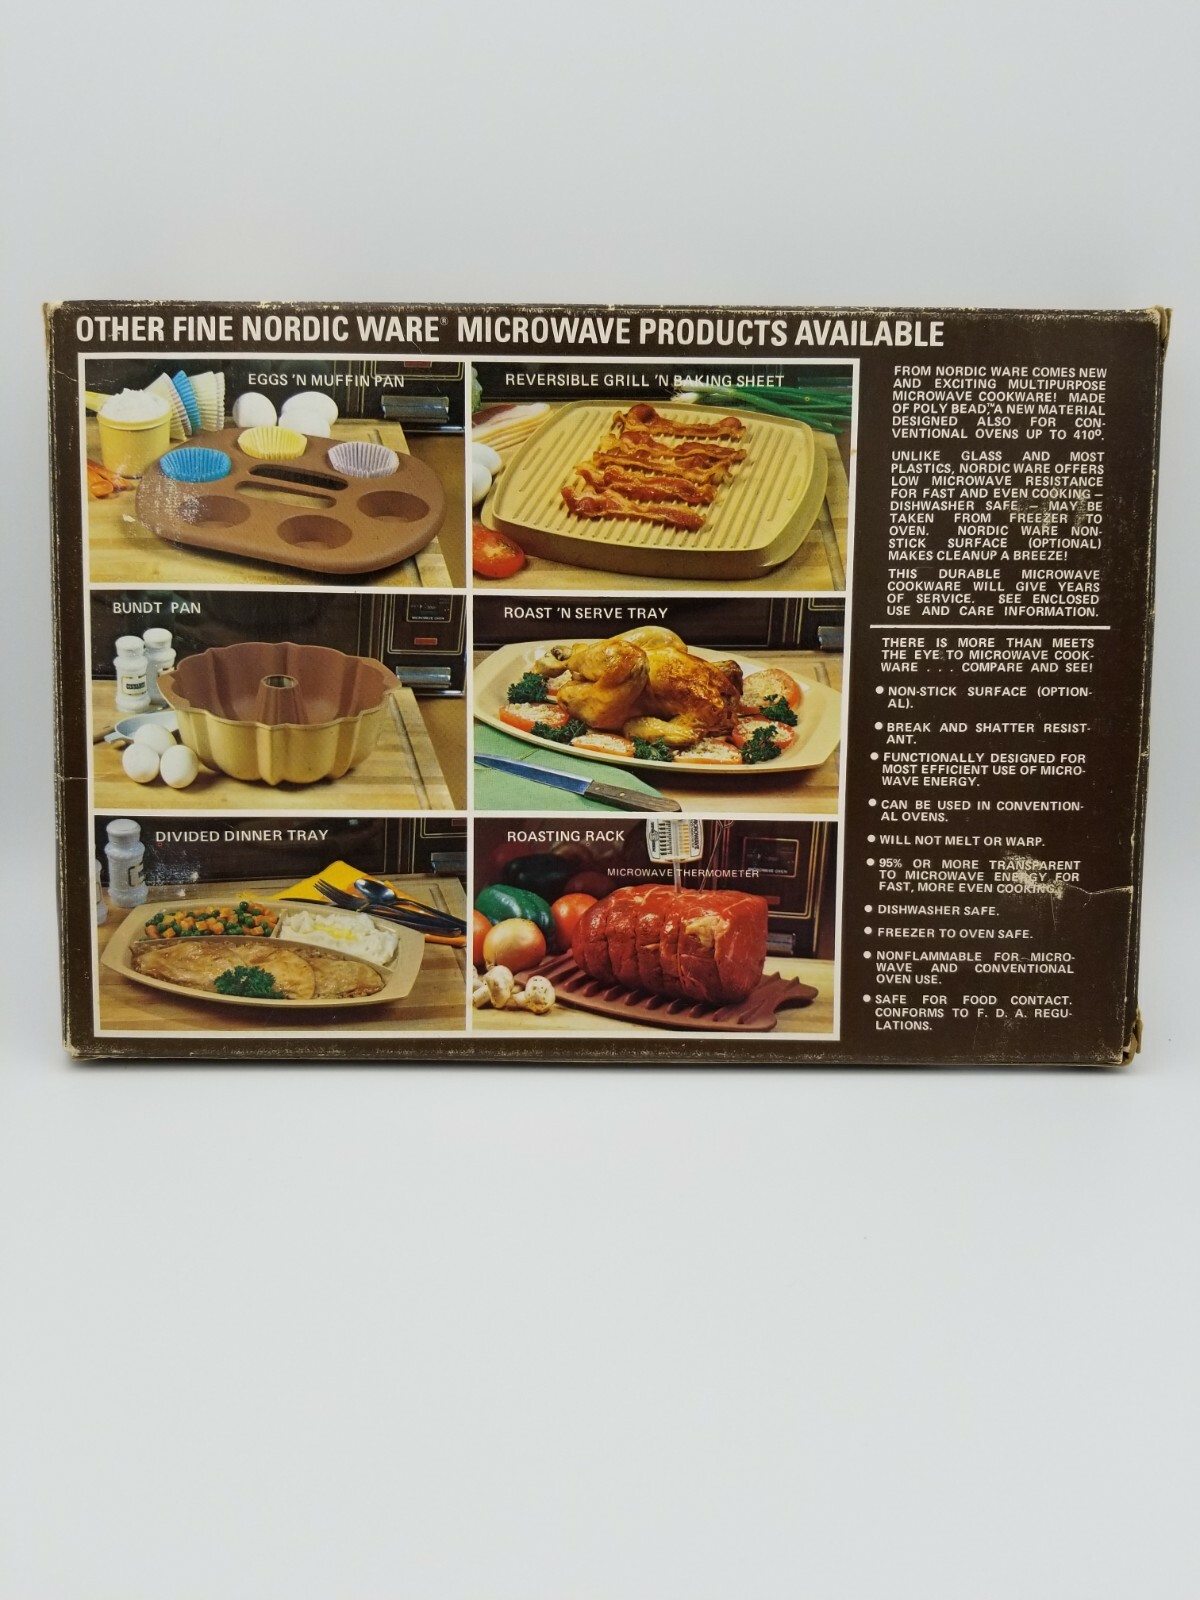 OTHER FINE NORDIC WARE® MICROWAVE PRODUCTS AVAILABLE
EGGS 'N MUFFIN PAN
REVERSIBLE GRILL 'N BAKING SHEET
BUNDT PAN
ROAST 'N SERVE TRAY
DIVIDED DINNER TRAY
ROASTING RACK
MICROWAVE THERMOMETER
FROM NORDIC WARE COMES NEW
AND EXCITING MULTIPURPOSE
MICROWAVE COOKWARE! MADE
OF POLY BEAD,™ A NEW MATERIAL
DESIGNED ALSO FOR CON-
VENTIONAL OVENS UP TO 410º.
UNLIKE GLASS AND MOST
PLASTICS, NORDIC WARE OFFERS
LOW MICROWAVE RESISTANCE
FOR FAST AND EVEN COOKING —
DISHWASHER SAFE — MAY BE
TAKEN FROM FREEZER TO
OVEN. NORDIC WARE NON-
STICK SURFACE (OPTIONAL)
MAKES CLEANUP A BREEZE!
THIS DURABLE MICROWAVE
COOKWARE WILL GIVE YEARS
OF SERVICE. SEE ENCLOSED
USE AND CARE INFORMATION.
THERE IS MORE THAN MEETS
THE EYE TO MICROWAVE COOK-
WARE . . . COMPARE AND SEE!
● NON-STICK SURFACE (OPTION-
AL).
● BREAK AND SHATTER RESIST-
ANT.
● FUNCTIONALLY DESIGNED FOR
MOST EFFICIENT USE OF MICRO-
WAVE ENERGY.
● CAN BE USED IN CONVENTION-
AL OVENS.
● WILL NOT MELT OR WARP.
● 95% OR MORE TRANSPARENT
TO MICROWAVE ENERGY FOR
FAST, MORE EVEN COOKING.
● DISHWASHER SAFE.
● FREEZER TO OVEN SAFE.
● NONFLAMMABLE FOR MICRO-
WAVE AND CONVENTIONAL
OVEN USE.
● SAFE FOR FOOD CONTACT.
CONFORMS TO F. D. A. REGU-
LATIONS.